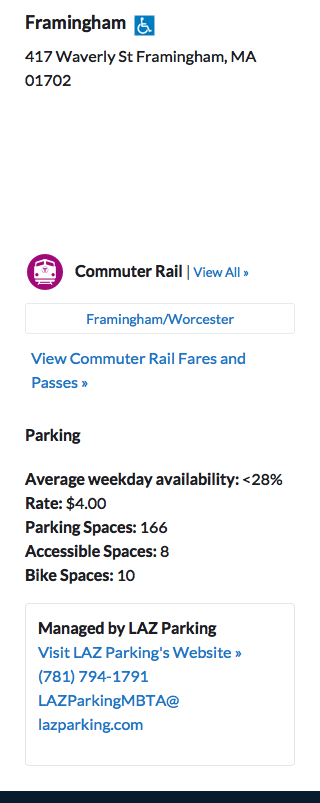 Framingham
417 Waverly St Framingham, MA
01702
Commuter Rail | View All »
Framingham/Worcester
View Commuter Rail Fares and
Passes »
Parking
Average weekday availability: <28%
Rate: $4.00
Parking Spaces: 166
Accessible Spaces: 8
Bike Spaces: 10
Managed by LAZ Parking
Visit LAZ Parking's Website »
(781) 794-1791
LAZParkingMBTA@
lazparking.com